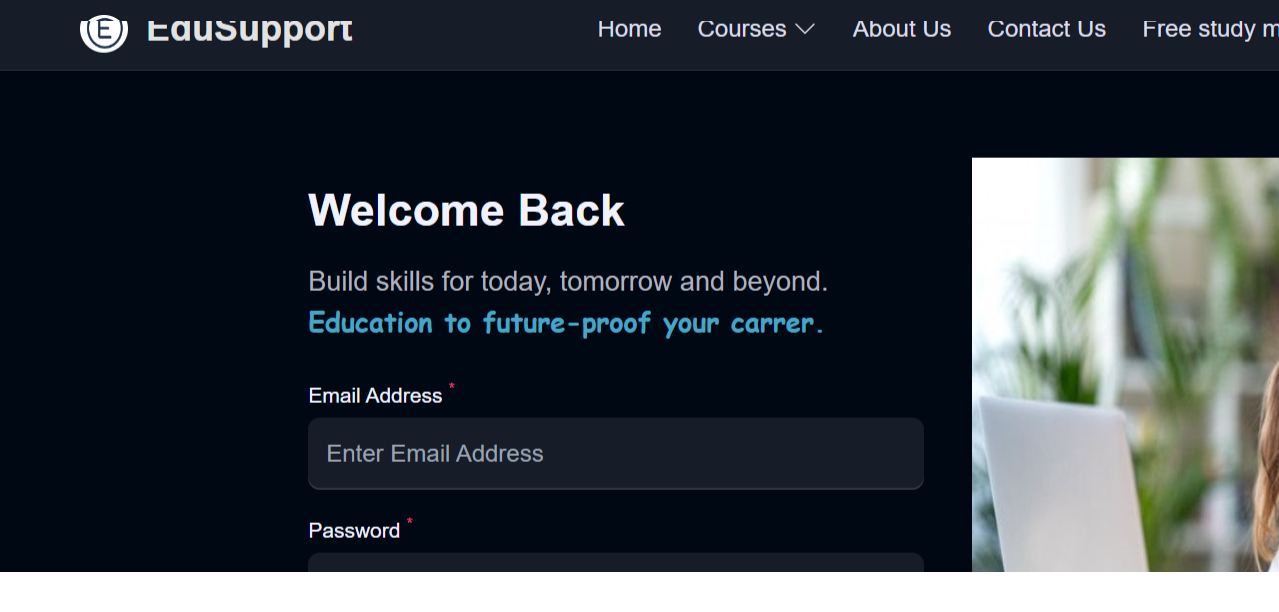 EduSupport
Home Courses About Us Contact Us Free study
Welcome Back
Build skills for today, tomorrow and beyond.
Education to future-proof your carrer.
Email Address *
Enter Email Address
Password *